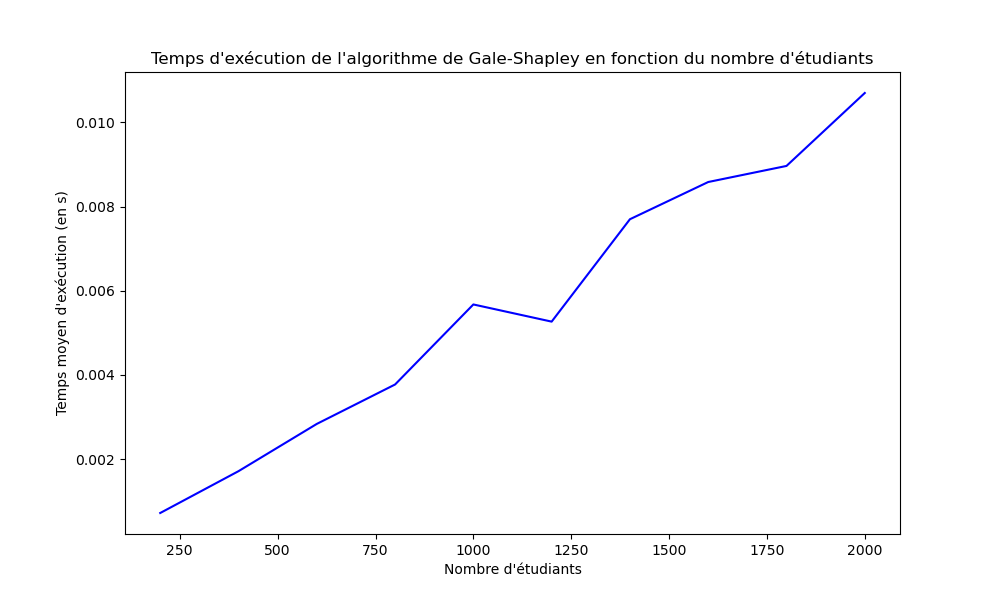 Temps d'exécution de l'algorithme de Gale-Shapley en fonction du nombre d'étudiants
Temps moyen d'exécution (en s)
0.010
0.008
0.006
0.004
0.002
250 500 750 1000 1250 1500 1750 2000
Nombre d'étudiants